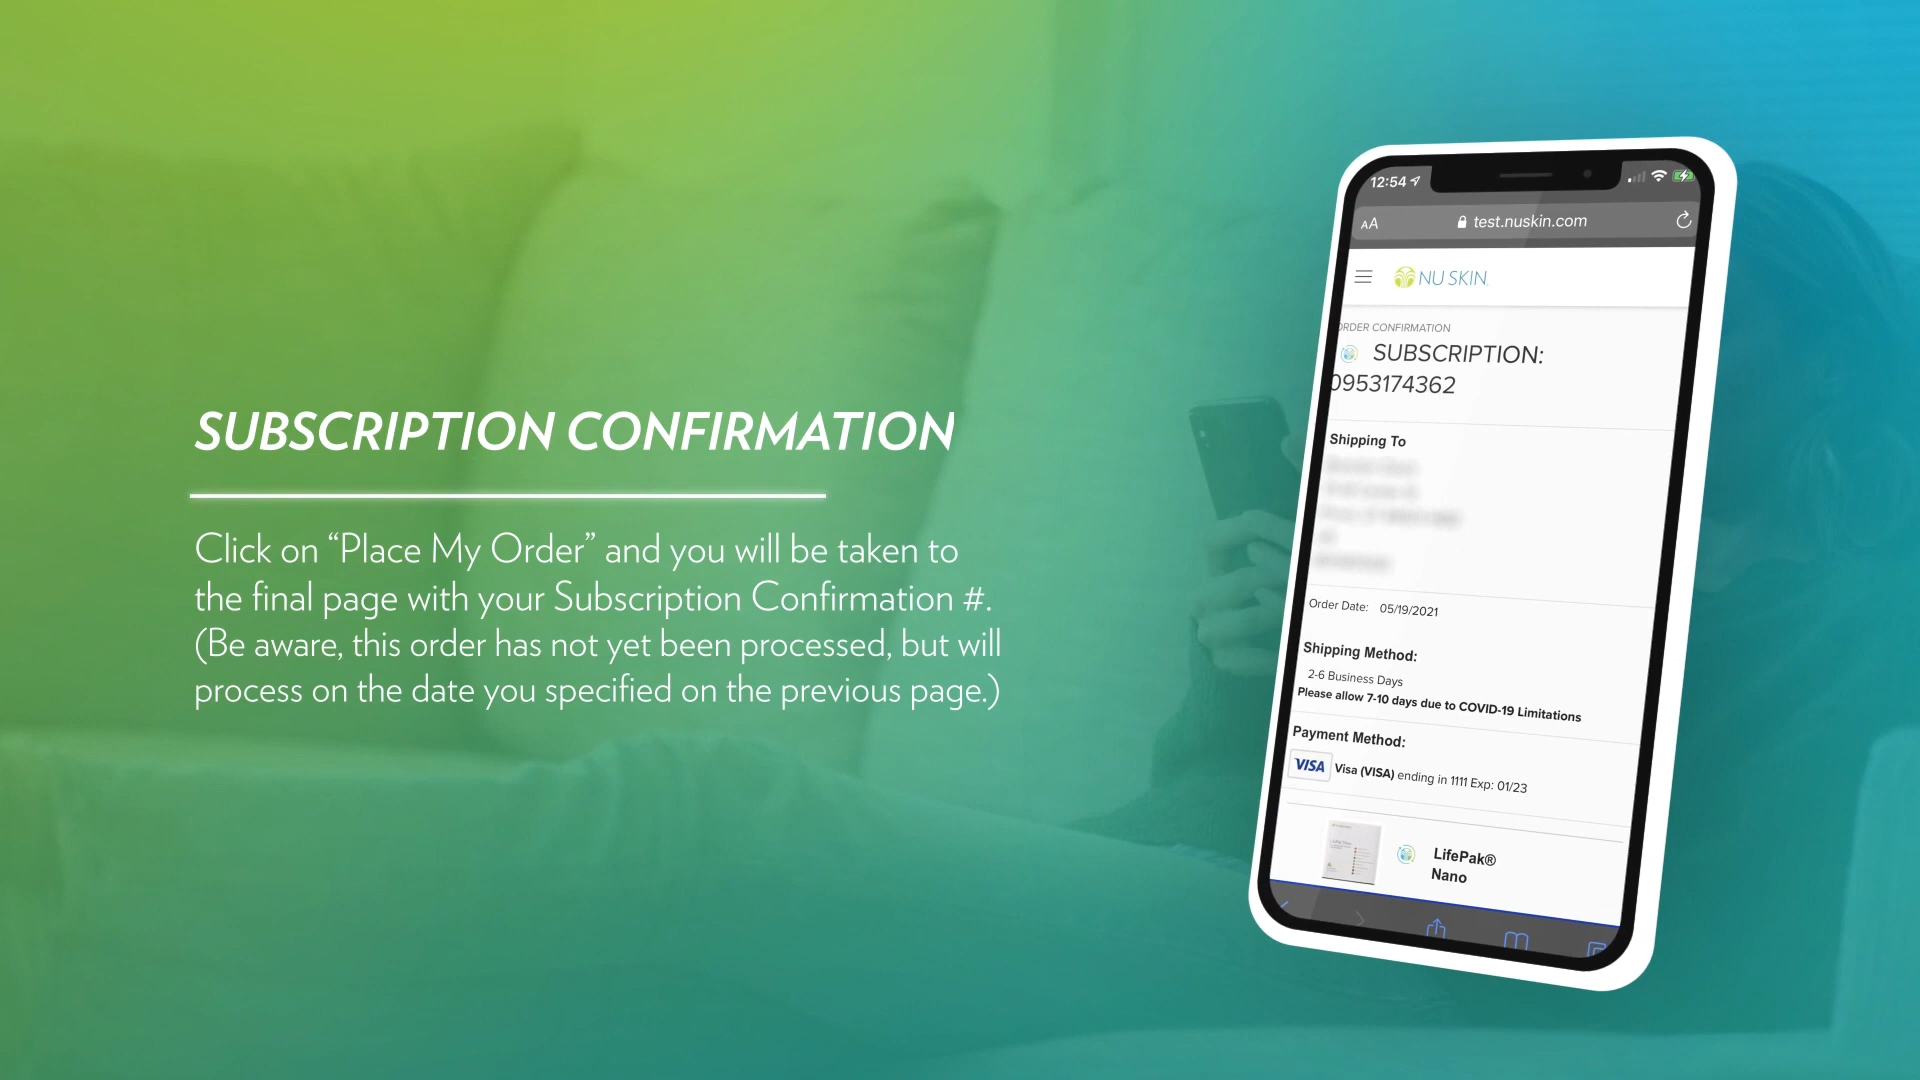 SUBSCRIPTION CONFIRMATION
Click on “Place My Order” and you will be taken to
the final page with your Subscription Confirmation #.
(Be aware, this order has not yet been processed, but will
process on the date you specified on the previous page.)
12:54
AA test.nuskin.com
NU SKIN
ORDER CONFIRMATION
SUBSCRIPTION:
0953174362
Shipping To
Order Date: 05/19/2021
Shipping Method:
2-6 Business Days
Please allow 7-10 days due to COVID-19 Limitations
Payment Method:
VISA Visa (VISA) ending in 1111 Exp: 01/23
LifePak®
Nano